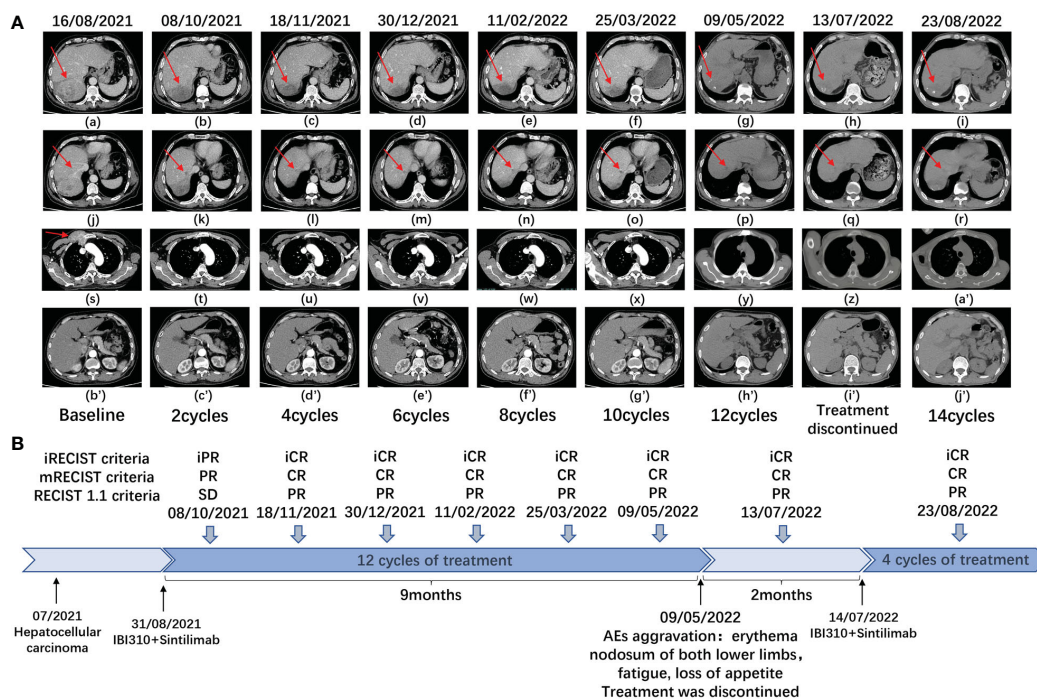 A
16/08/2021 08/10/2021 18/11/2021 30/12/2021 11/02/2022 25/03/2022 09/05/2022 13/07/2022 23/08/2022
(a) (b) (c) (d) (e) (f) (g) (h) (i)
(j) (k) (l) (m) (n) (o) (p) (q) (r)
(s) (t) (u) (v) (w) (x) (y) (z) (a')
(b') (c') (d') (e') (f') (g') (h') (i') (j')
Baseline 2cycles 4cycles 6cycles 8cycles 10cycles 12cycles Treatment discontinued 14cycles
B
iRECIST criteria iPR iCR iCR iCR iCR iCR iCR iCR
mRECIST criteria PR CR CR CR CR CR CR CR
RECIST 1.1 criteria SD PR PR PR PR PR PR PR
08/10/2021 18/11/2021 30/12/2021 11/02/2022 25/03/2022 09/05/2022 13/07/2022 23/08/2022
12 cycles of treatment 4 cycles of treatment
9months 2months
07/2021
Hepatocellular
carcinoma
31/08/2021
IBI310+Sintilimab
09/05/2022
AEs aggravation: erythema
nodosum of both lower limbs,
fatigue, loss of appetite
Treatment was discontinued
14/07/2022
IBI310+Sintilimab